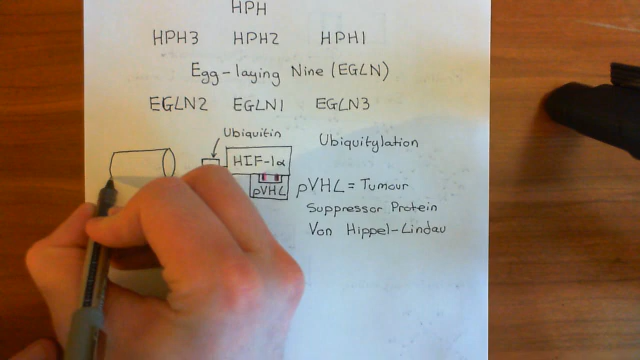 HPH
HPH3 HPH2 HPH1
Egg-laying Nine (EGLN)
EGLN2 EGLN1 EGLN3
Ubiquitin
Ubiquitylation
HIF-1α
pVHL
pVHL = Tumour
Suppressor Protein
Von Hippel-Lindau